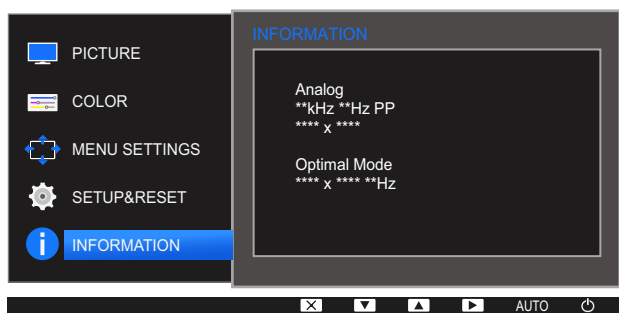 PICTURE
COLOR
MENU SETTINGS
SETUP&RESET
INFORMATION
INFORMATION
Analog
**kHz **Hz PP
**** x ****
Optimal Mode
**** x **** **Hz
AUTO